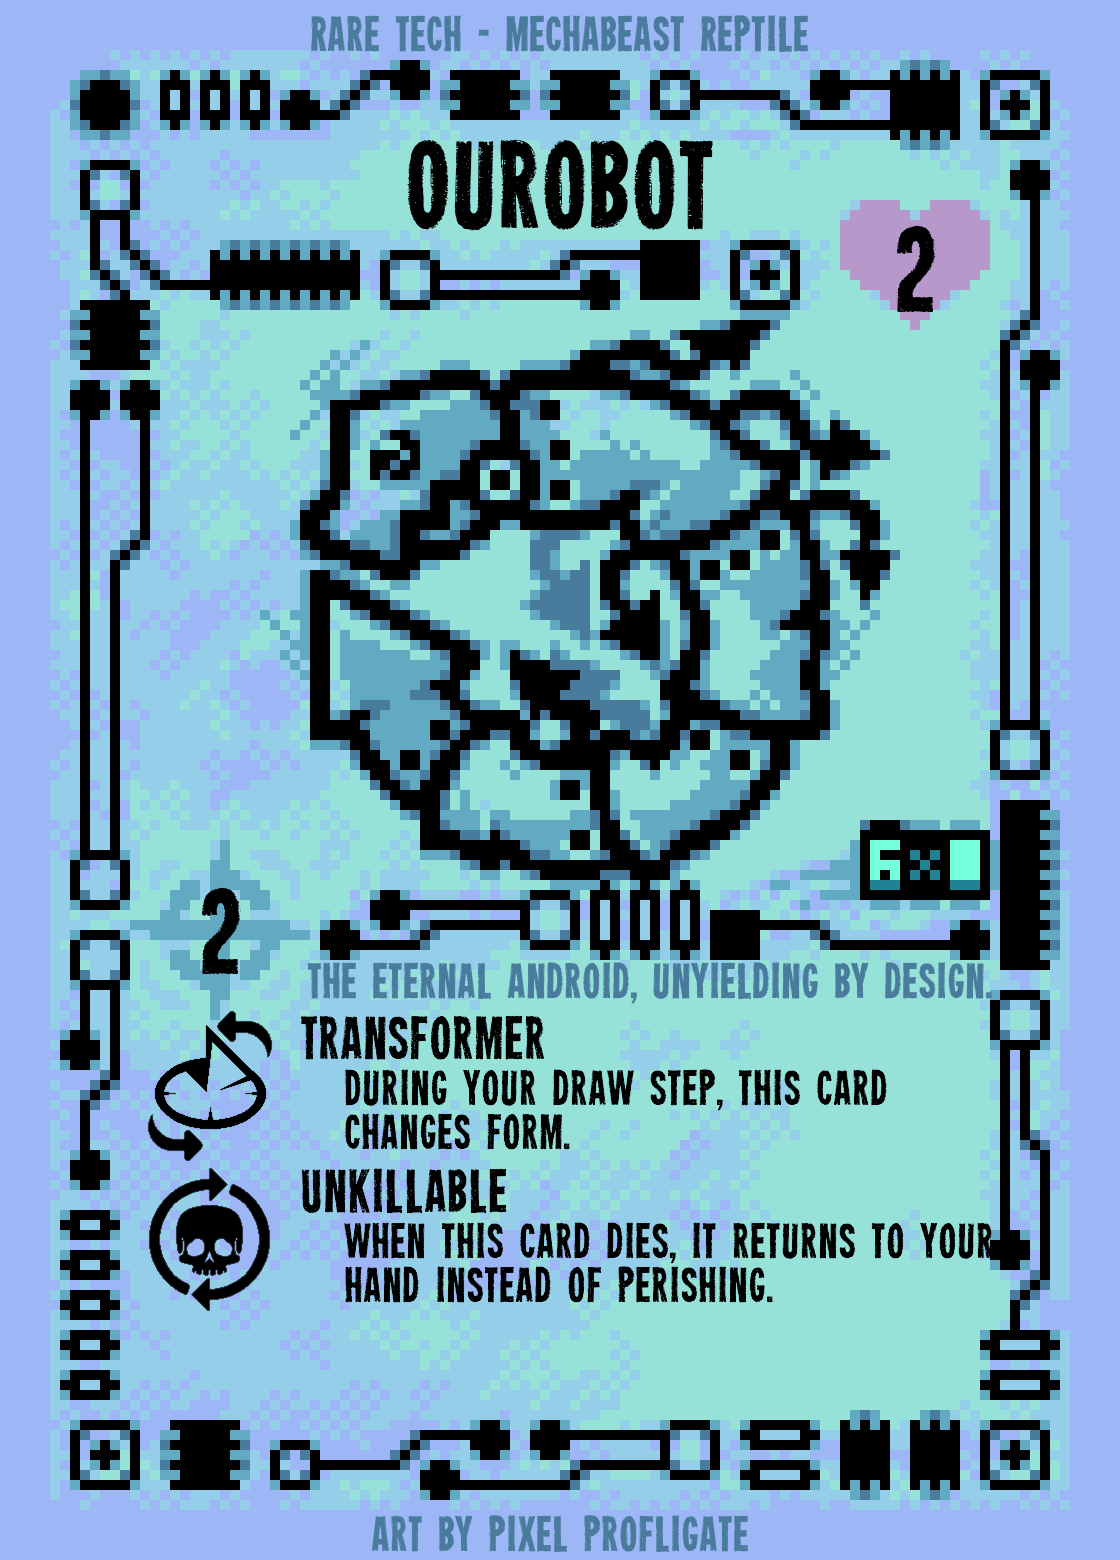 RARE TECH - MECHABEAST REPTILE
OUROBOT
2
6X
2
THE ETERNAL ANDROID, UNYIELDING BY DESIGN.
TRANSFORMER
DURING YOUR DRAW STEP, THIS CARD
CHANGES FORM.
UNKILLABLE
WHEN THIS CARD DIES, IT RETURNS TO YOUR
HAND INSTEAD OF PERISHING.
ART BY PIXEL PROFLIGATE